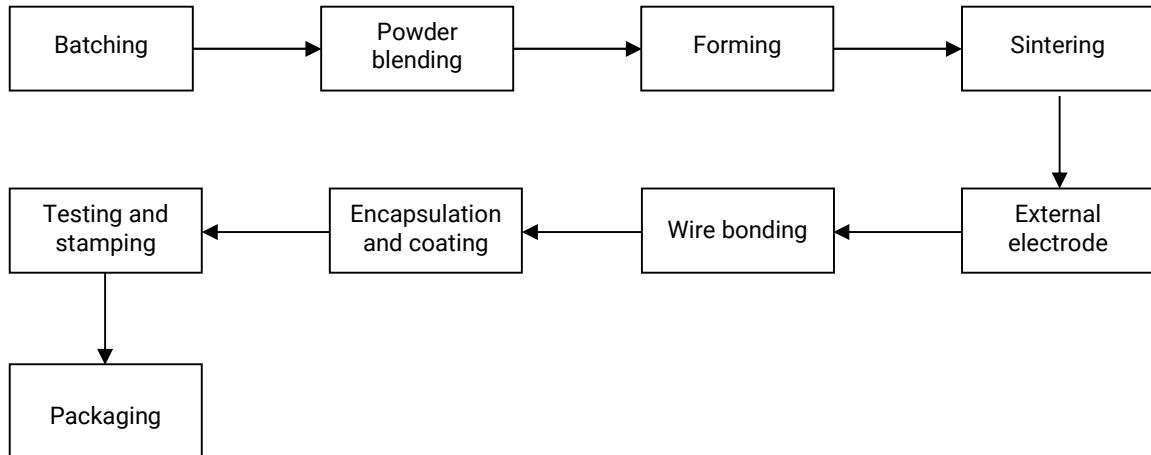 Batching
Powder
blending
Forming
Sintering
External
electrode
Wire bonding
Encapsulation
and coating
Testing and
stamping
Packaging